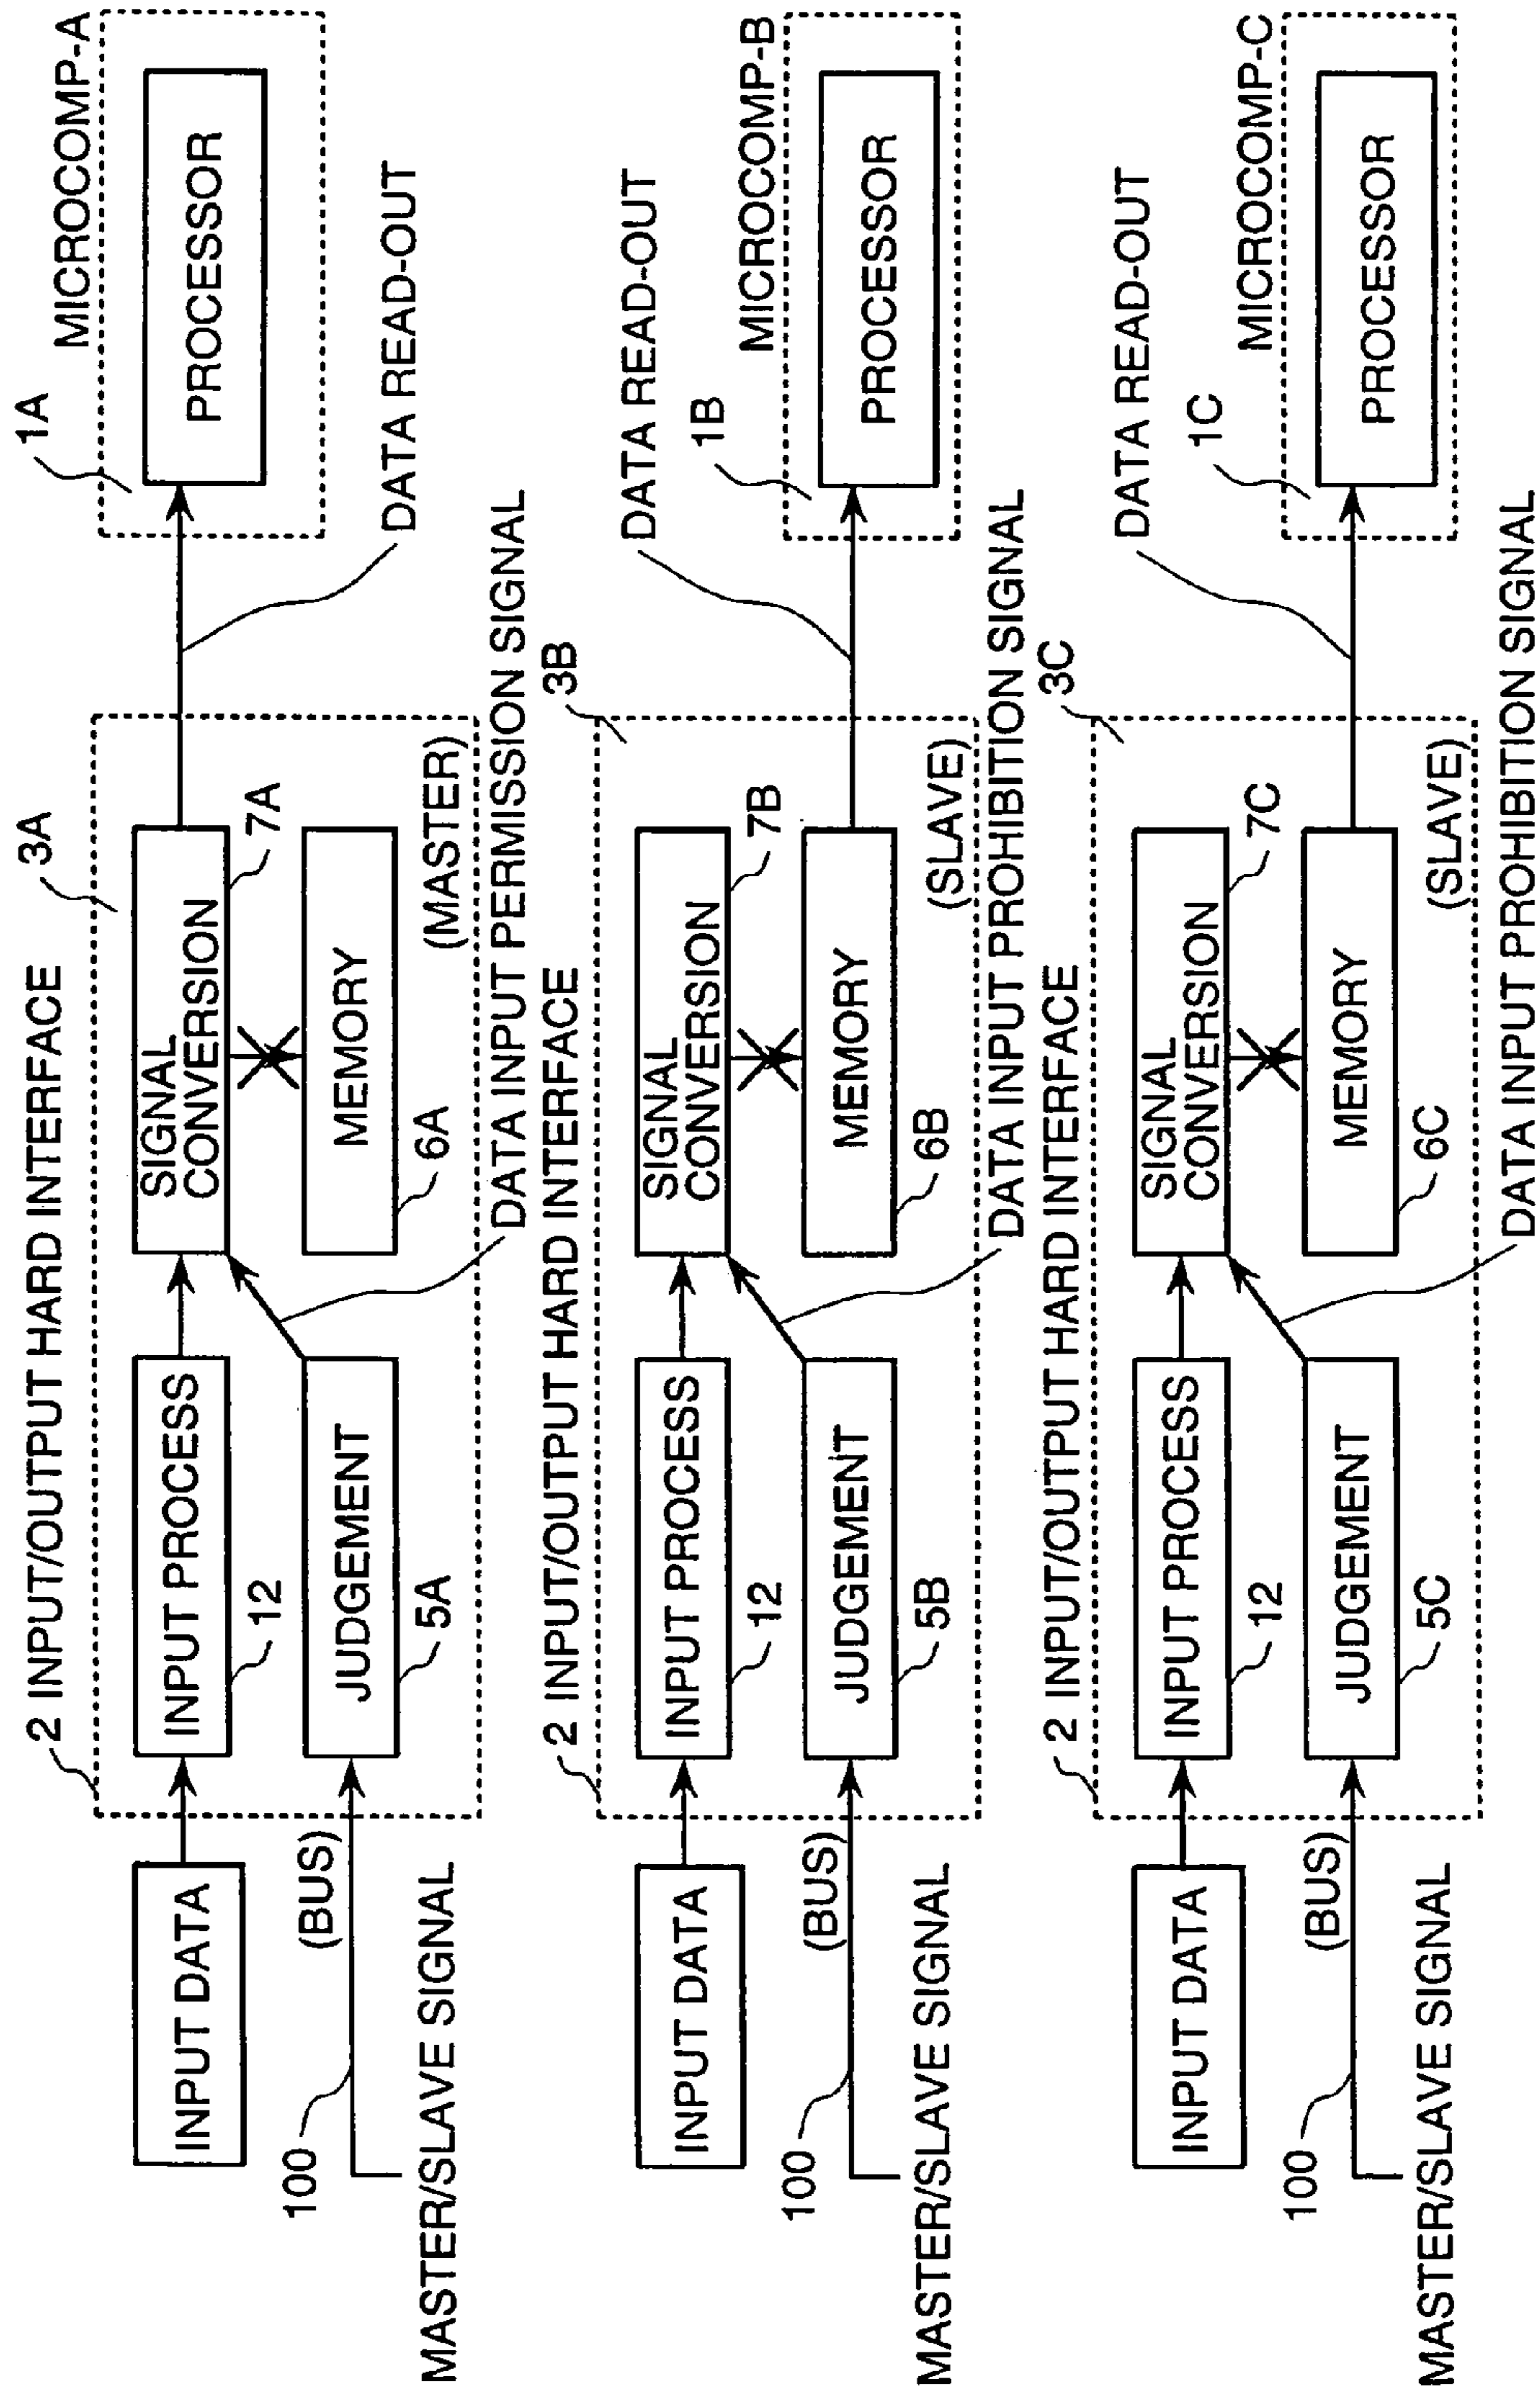 2 INPUT/OUTPUT HARD INTERFACE
3A
1A
MICROCOMP-A
INPUT DATA
INPUT PROCESS
12
SIGNAL
CONVERSION
7A
PROCESSOR
100
(BUS)
JUDGEMENT
5A
MEMORY
6A
(MASTER)
DATA READ-OUT
MASTER/SLAVE SIGNAL
DATA INPUT PERMISSION SIGNAL
2 INPUT/OUTPUT HARD INTERFACE
3B
DATA READ-OUT
1B
MICROCOMP-B
INPUT DATA
INPUT PROCESS
12
SIGNAL
CONVERSION
7B
PROCESSOR
100
(BUS)
JUDGEMENT
5B
MEMORY
6B
(SLAVE)
MASTER/SLAVE SIGNAL
DATA INPUT PROHIBITION SIGNAL
2 INPUT/OUTPUT HARD INTERFACE
3C
DATA READ-OUT
1C
MICROCOMP-C
INPUT DATA
INPUT PROCESS
12
SIGNAL
CONVERSION
7C
PROCESSOR
100
(BUS)
JUDGEMENT
5C
MEMORY
6C
(SLAVE)
MASTER/SLAVE SIGNAL
DATA INPUT PROHIBITION SIGNAL